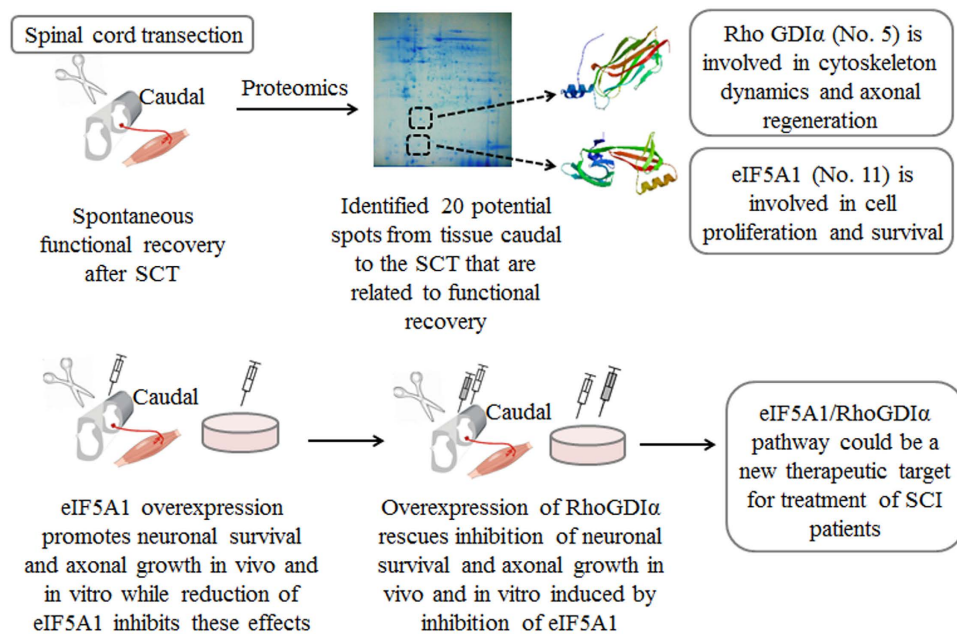 Spinal cord transection
Caudal
Proteomics
Rho GDIα (No. 5) is
involved in cytoskeleton
dynamics and axonal
regeneration
eIF5A1 (No. 11) is
involved in cell
proliferation and survival
Spontaneous
functional recovery
after SCT
Identified 20 potential
spots from tissue caudal
to the SCT that are
related to functional
recovery
Caudal
Caudal
eIF5A1/RhoGDIα
pathway could be a
new therapeutic target
for treatment of SCI
patients
eIF5A1 overexpression
promotes neuronal survival
and axonal growth in vivo and
in vitro while reduction of
eIF5A1 inhibits these effects
Overexpression of RhoGDIα
rescues inhibition of neuronal
survival and axonal growth in
vivo and in vitro induced by
inhibition of eIF5A1